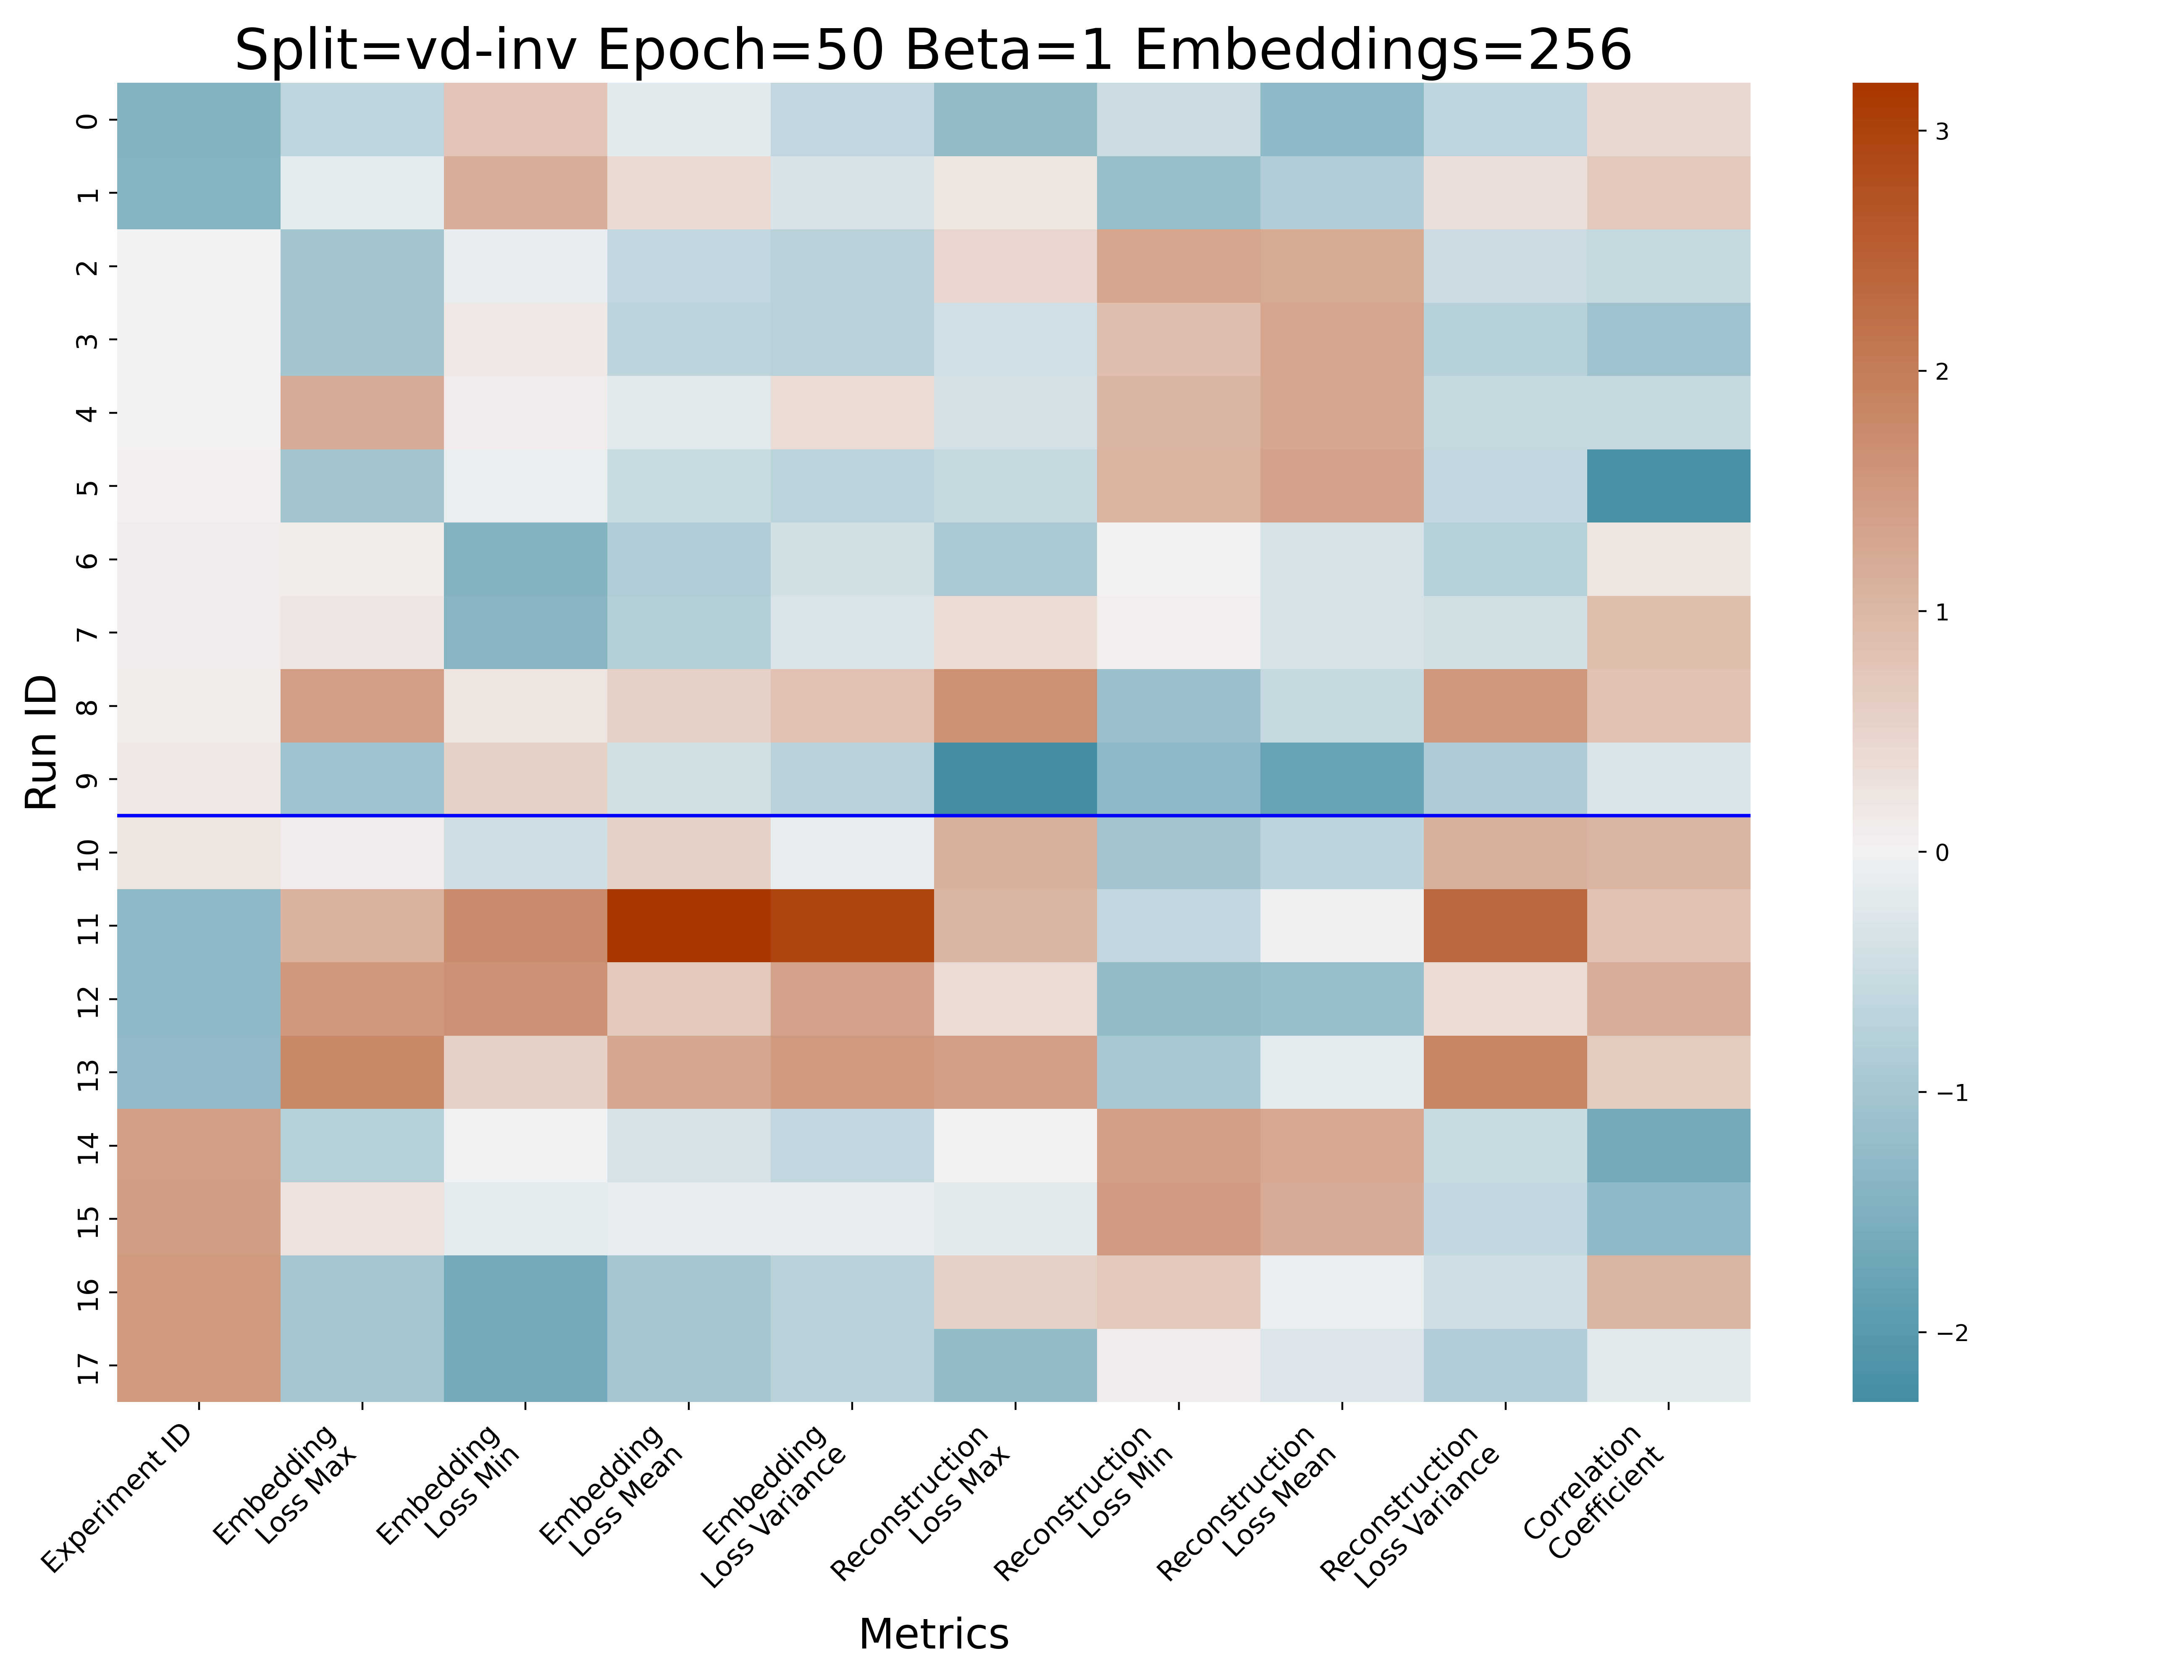 Split=vd-inv Epoch=50 Beta=1 Embeddings=256
Run ID
0
1
2
3
4
5
6
7
8
9
10
11
12
13
14
15
16
17
3
2
1
0
−1
−2
Experiment ID
Embedding
Loss Max
Embedding
Loss Min
Embedding
Loss Mean
Embedding
Loss Variance
Reconstruction
Loss Max
Reconstruction
Loss Min
Reconstruction
Loss Mean
Reconstruction
Loss Variance
Correlation
Coefficient
Metrics